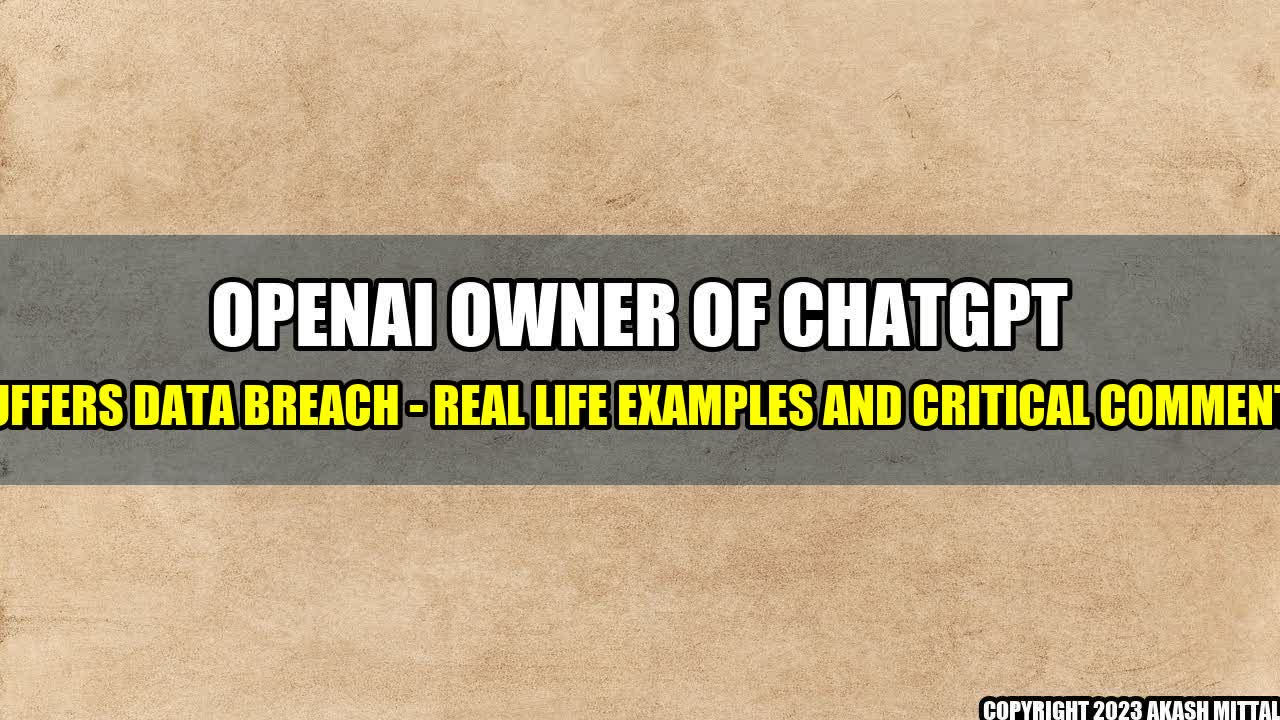 OPENAI OWNER OF CHATGPT
UFFERS DATA BREACH - REAL LIFE EXAMPLES AND CRITICAL COMMENT
COPYRIGHT 2023 AKASH MITTAL